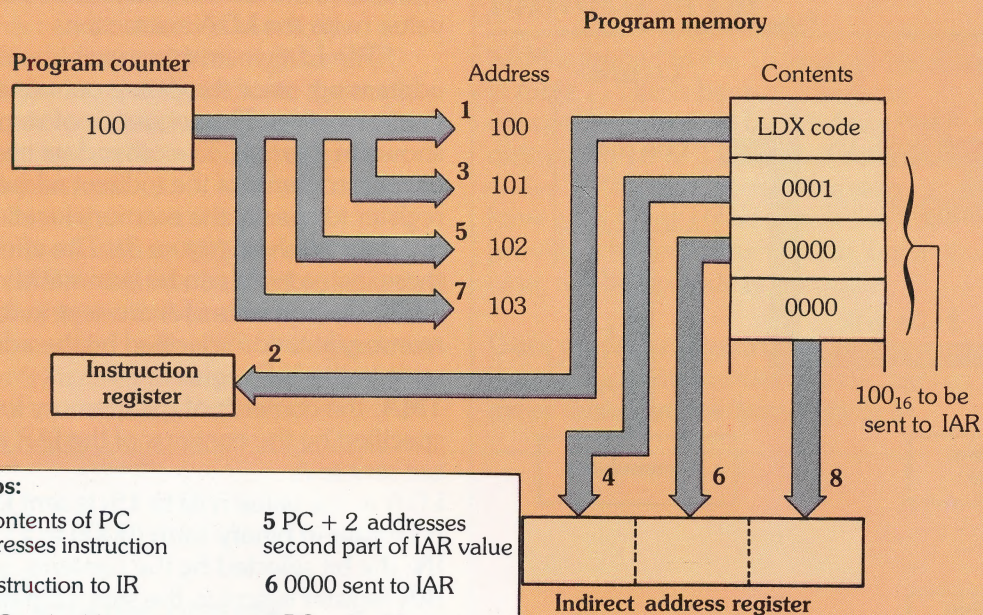 Program memory
Program counter
Address
Contents
100
1
100
LDX code
3
101
0001
5
102
0000
7
103
0000
2
Instruction
register
100₁₆ to be
sent to IAR
4
6
8
5 PC + 2 addresses
second part of IAR value
6 0000 sent to IAR
Indirect address register